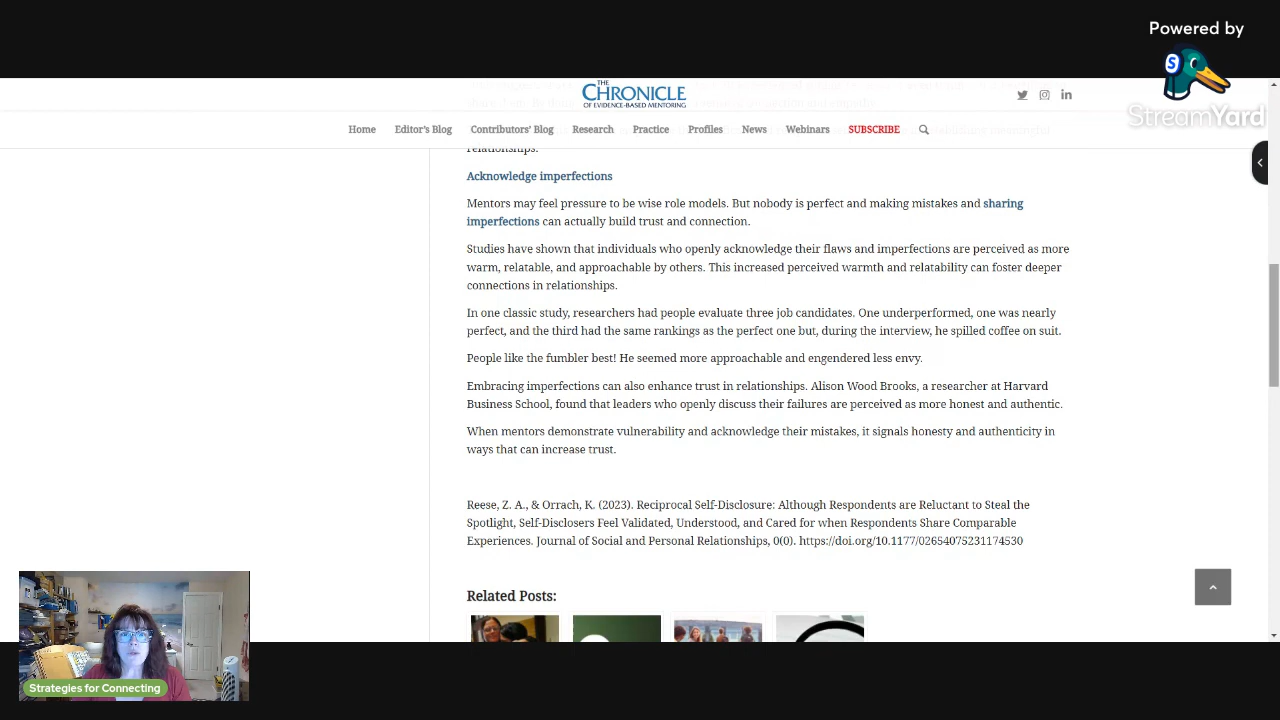 Powered by
StreamYard
THE
CHRONICLE
OF EVIDENCE-BASED MENTORING
Home Editor's Blog Contributors' Blog Research Practice Profiles News Webinars SUBSCRIBE
relationships.
Acknowledge imperfections
Mentors may feel pressure to be wise role models. But nobody is perfect and making mistakes and sharing
imperfections can actually build trust and connection.
Studies have shown that individuals who openly acknowledge their flaws and imperfections are perceived as more
warm, relatable, and approachable by others. This increased perceived warmth and relatability can foster deeper
connections in relationships.
In one classic study, researchers had people evaluate three job candidates. One underperformed, one was nearly
perfect, and the third had the same rankings as the perfect one but, during the interview, he spilled coffee on suit.
People like the fumbler best! He seemed more approachable and engendered less envy.
Embracing imperfections can also enhance trust in relationships. Alison Wood Brooks, a researcher at Harvard
Business School, found that leaders who openly discuss their failures are perceived as more honest and authentic.
When mentors demonstrate vulnerability and acknowledge their mistakes, it signals honesty and authenticity in
ways that can increase trust.
Reese, Z. A., & Orrach, K. (2023). Reciprocal Self-Disclosure: Although Respondents are Reluctant to Steal the
Spotlight, Self-Disclosers Feel Validated, Understood, and Cared for when Respondents Share Comparable
Experiences. Journal of Social and Personal Relationships, 0(0). https://doi.org/10.1177/02654075231174530
Related Posts:
Strategies for Connecting